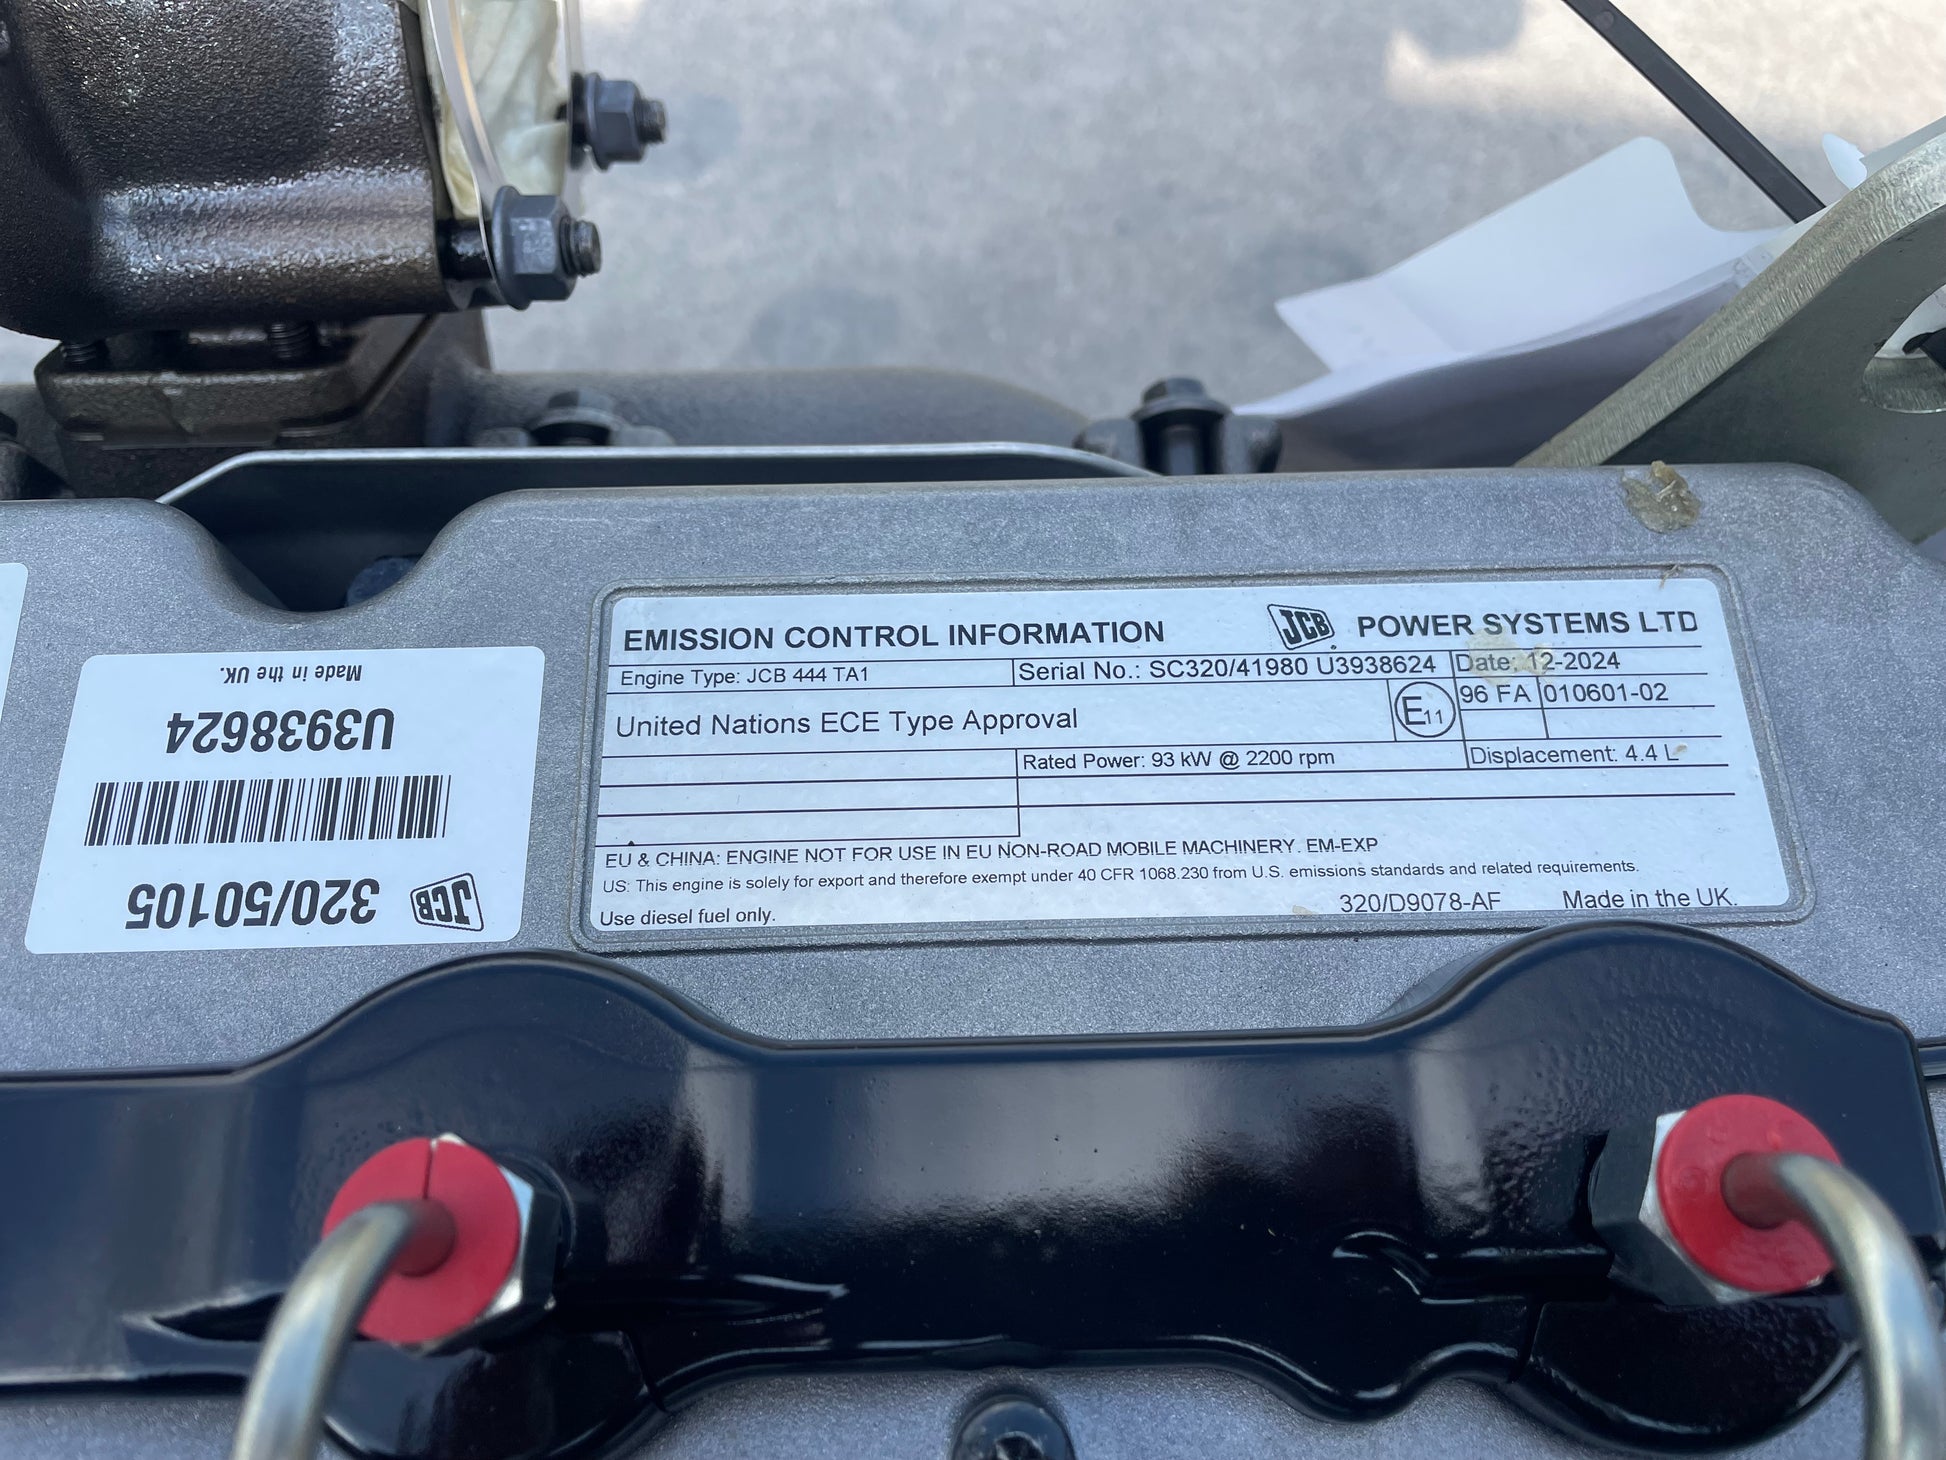 EMISSION CONTROL INFORMATION JCB POWER SYSTEMS LTD
Engine Type: JCB 444 TA1 Serial No.: SC320/41980 U3938624 Date: 12-2024
United Nations ECE Type Approval E11 96 FA 010601-02
Rated Power: 93 kW @ 2200 rpm Displacement: 4.4 L
EU & CHINA: ENGINE NOT FOR USE IN EU NON-ROAD MOBILE MACHINERY. EM-EXP
US: This engine is solely for export and therefore exempt under 40 CFR 1068.230 from U.S. emissions standards and related requirements.
Use diesel fuel only. 320/D9078-AF Made in the UK.
JCB 320/50105
U3938624
Made in the UK.